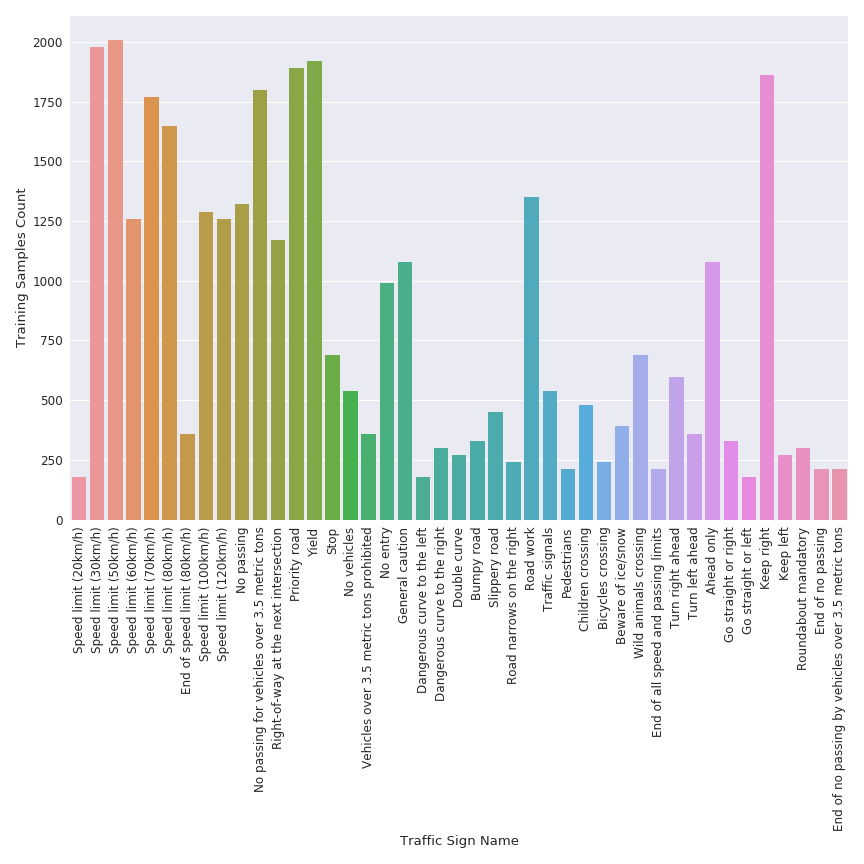 Training Samples Count
2000
1750
1500
1250
1000
750
500
250
0
Speed limit (20km/h)
Speed limit (30km/h)
Speed limit (50km/h)
Speed limit (60km/h)
Speed limit (70km/h)
Speed limit (80km/h)
End of speed limit (80km/h)
Speed limit (100km/h)
Speed limit (120km/h)
No passing
No passing for vehicles over 3.5 metric tons
Right-of-way at the next intersection
Priority road
Yield
Stop
No vehicles
Vehicles over 3.5 metric tons prohibited
No entry
General caution
Dangerous curve to the left
Dangerous curve to the right
Double curve
Bumpy road
Slippery road
Road narrows on the right
Road work
Traffic signals
Pedestrians
Children crossing
Bicycles crossing
Beware of ice/snow
Wild animals crossing
End of all speed and passing limits
Turn right ahead
Turn left ahead
Ahead only
Go straight or right
Go straight or left
Keep right
Keep left
Roundabout mandatory
End of no passing
End of no passing by vehicles over 3.5 metric tons
Traffic Sign Name